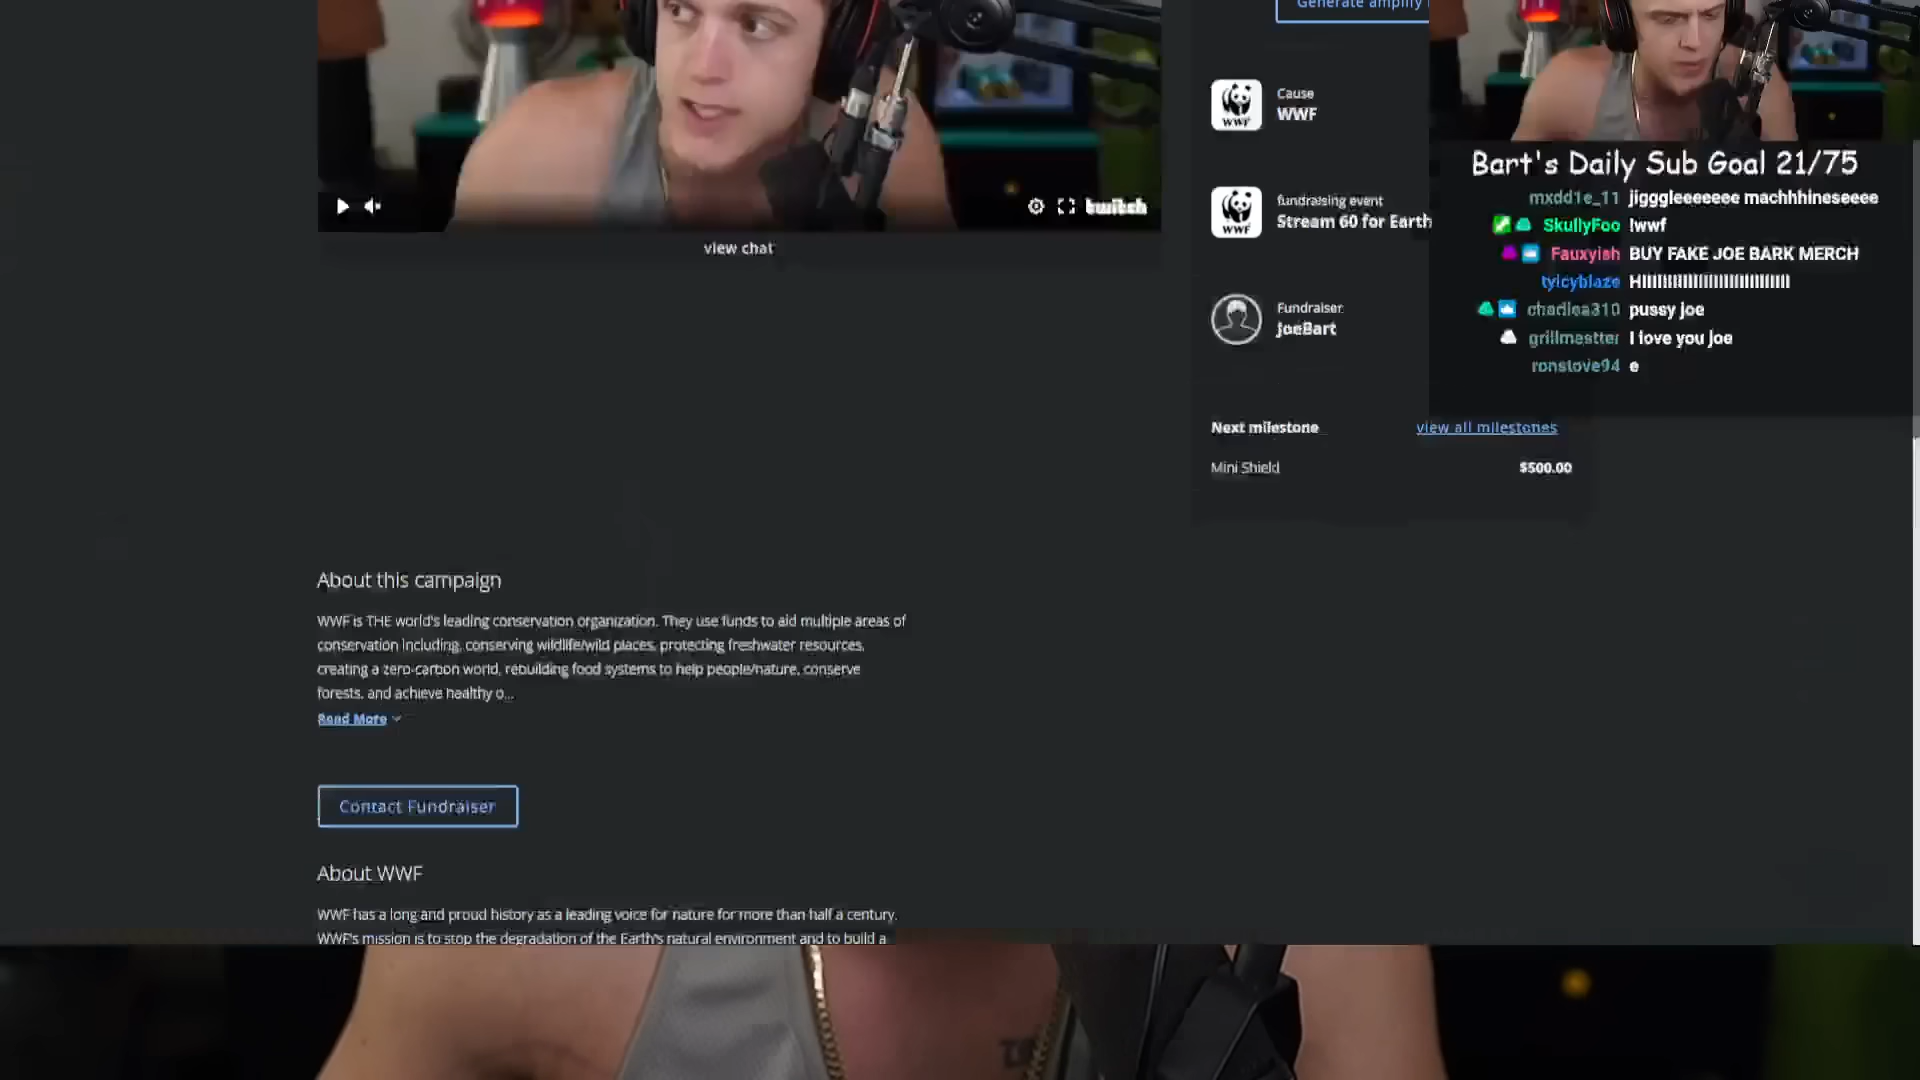 Generate amplify
WWF
Cause
WWF
WWF
fundraising event
Stream 60 for Earth
Fundraiser
JoeBart
Next milestone
view all milestones
Mini Shield
$500.00
twitch
view chat
About this campaign
WWF is THE world's leading conservation organization. They use funds to aid multiple areas of
conservation including, conserving wildlife/wild places, protecting freshwater resources,
creating a zero-carbon world, rebuilding food systems to help people/nature, conserve
forests, and achieve healthy o...
Read More
Contact Fundraiser
About WWF
WWF has a long and proud history as a leading voice for nature for more than half a century.
WWF's mission is to stop the degradation of the Earth's natural environment and to build a
Bart's Daily Sub Goal 21/75
mxdd1e_11 jigggleeeeeee machhhineseeee
SkullyFoo !wwf
Fauxyish BUY FAKE JOE BARK MERCH
tyicyblaze
pussy joe
I love you joe
ronstove94 e